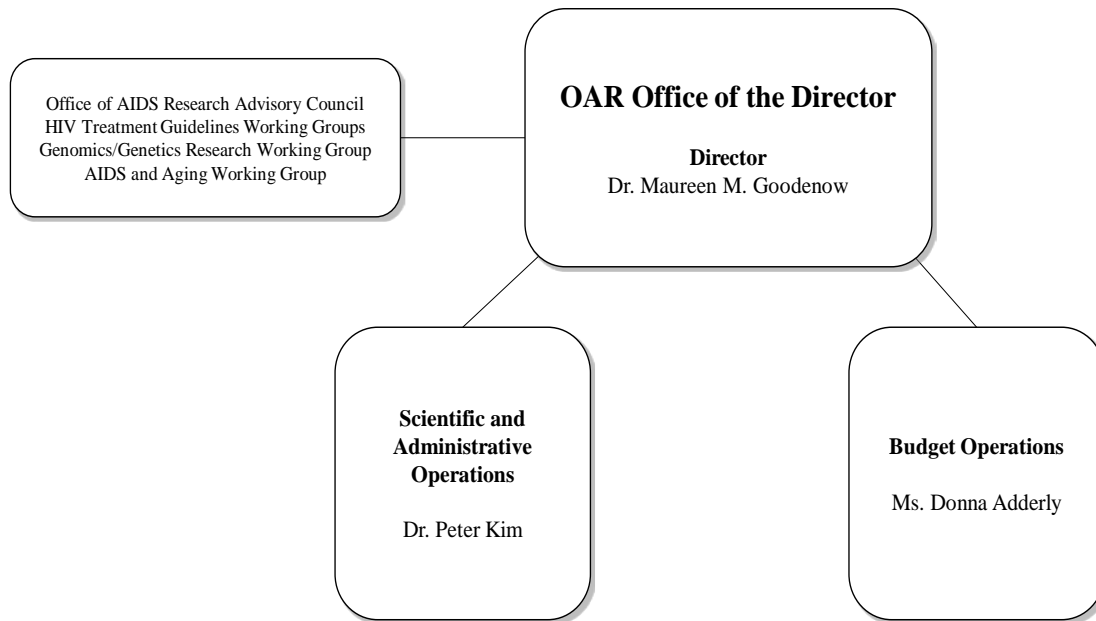 Office of AIDS Research Advisory Council
HIV Treatment Guidelines Working Groups
Genomics/Genetics Research Working Group
AIDS and Aging Working Group
OAR Office of the Director
Director
Dr. Maureen M. Goodenow
Scientific and
Administrative
Operations
Dr. Peter Kim
Budget Operations
Ms. Donna Adderly